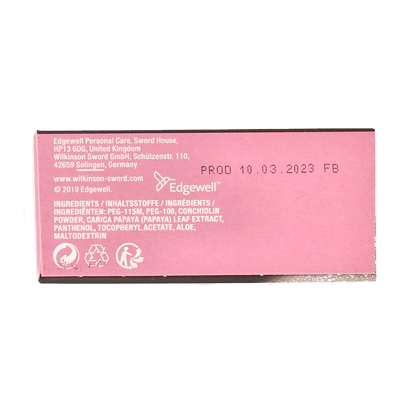 Edgewell Personal Care, Sword House,
HP13 6DG, United Kingdom
Wilkinson Sword GmbH, Schützenstr. 110,
42659 Solingen, Germany
www.wilkinson-sword.com
© 2019 Edgewell.
Edgewell™
PROD 10.03.2023 FB
INGREDIENTS / INHALTSSTOFFE / INGRÉDIENTS /
INGREDIËNTEN: PEG-115M, PEG-100, CONCHIOLIN
POWDER, CARICA PAPAYA (PAPAYA) LEAF EXTRACT,
PANTHENOL, TOCOPHERYL ACETATE, ALOE,
MALTODEXTRIN